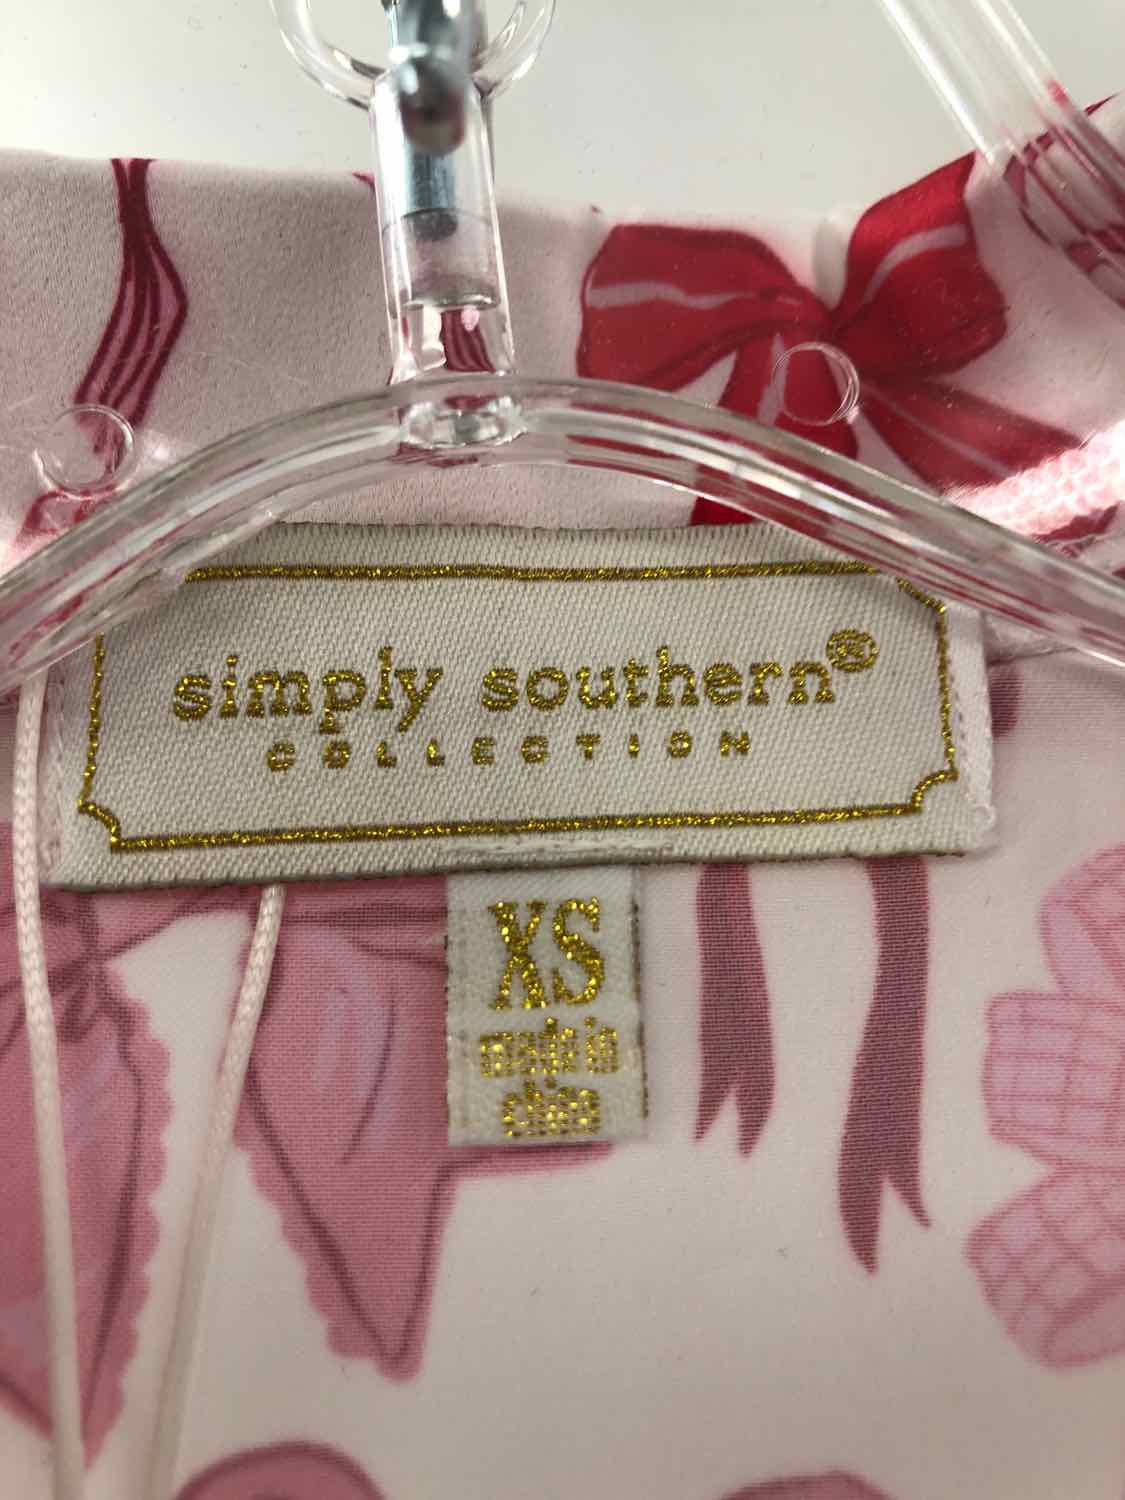 simply southern®
COLLECTION
XS
made in
china